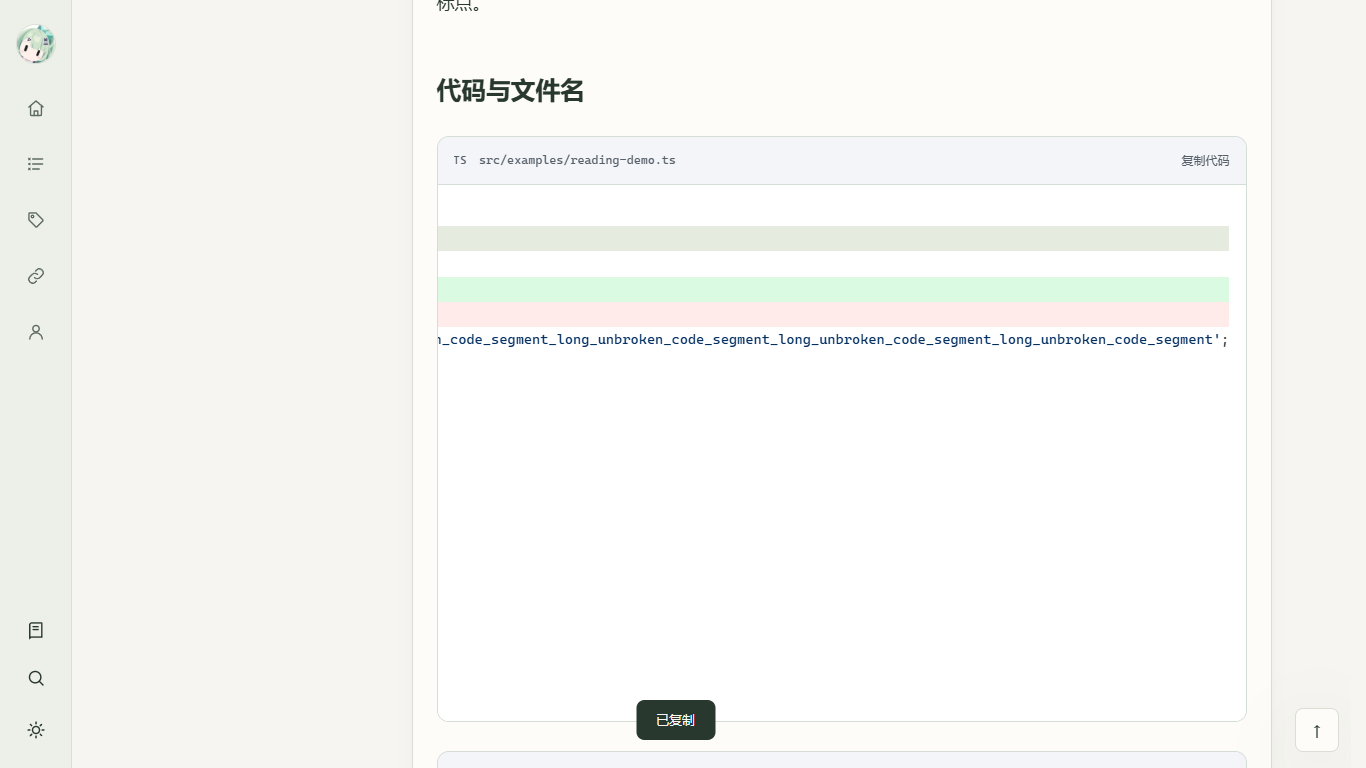 标点。
代码与文件名
TS src/examples/reading-demo.ts 复制代码
_code_segment_long_unbroken_code_segment_long_unbroken_code_segment_long_unbroken_code_segment';
已复制
↑